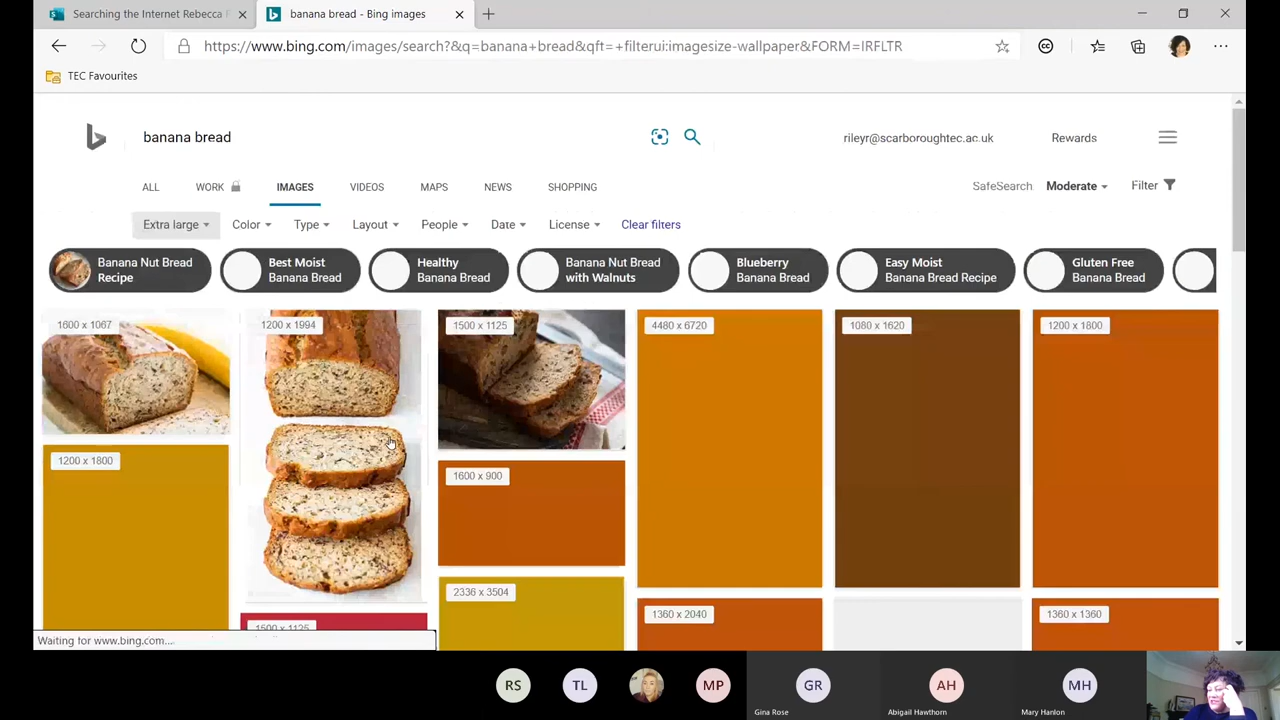 Searching the Internet Rebecca
banana bread - Bing images
https://www.bing.com/images/search?&q=banana+bread&qft=+filterui:imagesize-wallpaper&FORM=IRFLTR
TEC Favourites
banana bread
rileyr@scarboroughtec.ac.uk
Rewards
ALL
WORK
IMAGES
VIDEOS
MAPS
NEWS
SHOPPING
SafeSearch
Moderate
Filter
Extra large
Color
Type
Layout
People
Date
License
Clear filters
Banana Nut Bread
Recipe
Best Moist
Banana Bread
Healthy
Banana Bread
Banana Nut Bread
with Walnuts
Blueberry
Banana Bread
Easy Moist
Banana Bread Recipe
Gluten Free
Banana Bread
1600 x 1067
1200 x 1994
1500 x 1125
4480 x 6720
1080 x 1620
1200 x 1800
1200 x 1800
1600 x 900
2336 x 3504
1500 x 1125
1360 x 2040
1360 x 1360
Waiting for www.bing.com...
RS
TL
MP
GR
AH
MH
Gina Rose
Abigail Hawthorn
Mary Hanlon